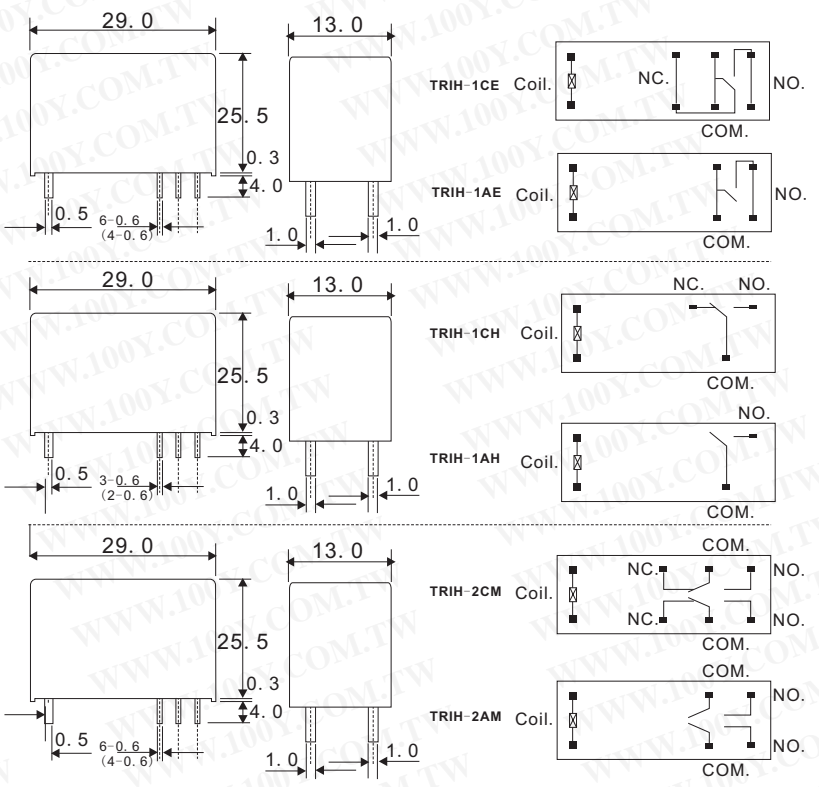 29.0
13.0
25.5
0.3
4.0
0.5
6-0.6
(4-0.6)
1.0
1.0
TRIH-1CE Coil. NC. NO.
COM.
TRIH-1AE Coil. NO.
COM.
29.0
13.0
25.5
0.3
4.0
0.5
3-0.6
(2-0.6)
1.0
1.0
NC. NO.
TRIH-1CH Coil.
COM.
NO.
TRIH-1AH Coil.
COM.
29.0
13.0
25.5
0.3
4.0
0.5
6-0.6
(4-0.6)
1.0
1.0
COM.
NC. NO.
TRIH-2CM Coil.
NC. NO.
COM.
COM.
NO.
TRIH-2AM Coil.
NO.
COM.
WWW.100Y.COM.TW